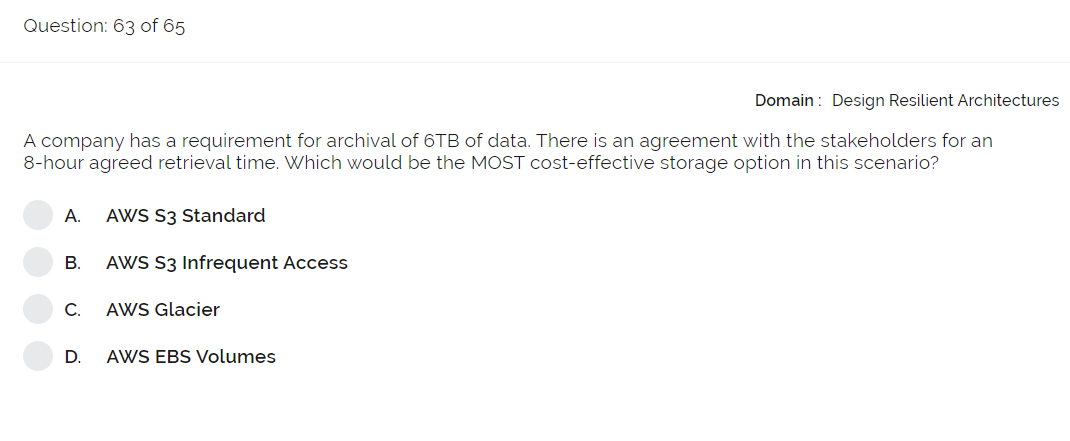 Question: 63 of 65
Domain : Design Resilient Architectures
A company has a requirement for archival of 6TB of data. There is an agreement with the stakeholders for an
8-hour agreed retrieval time. Which would be the MOST cost-effective storage option in this scenario?
A. AWS S3 Standard
B. AWS S3 Infrequent Access
C. AWS Glacier
D. AWS EBS Volumes